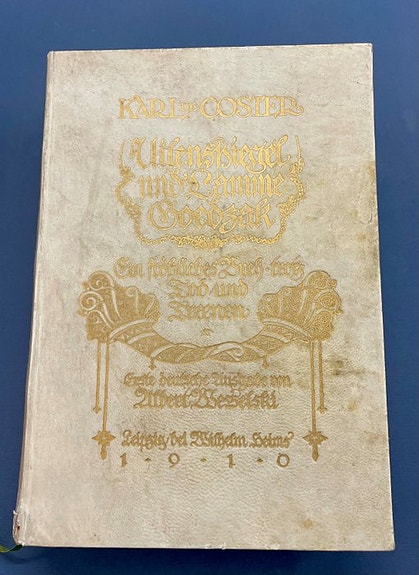 KARL DE COSTER
Uilenspiegel
und Lamme
Goedzak
Ein fröhliches Buch trotz
Tod und
Tränen
Erste deutsche Ausgabe von
Albert Wesselski
Leipzig bei Wilhelm Heims
1·9·1·0